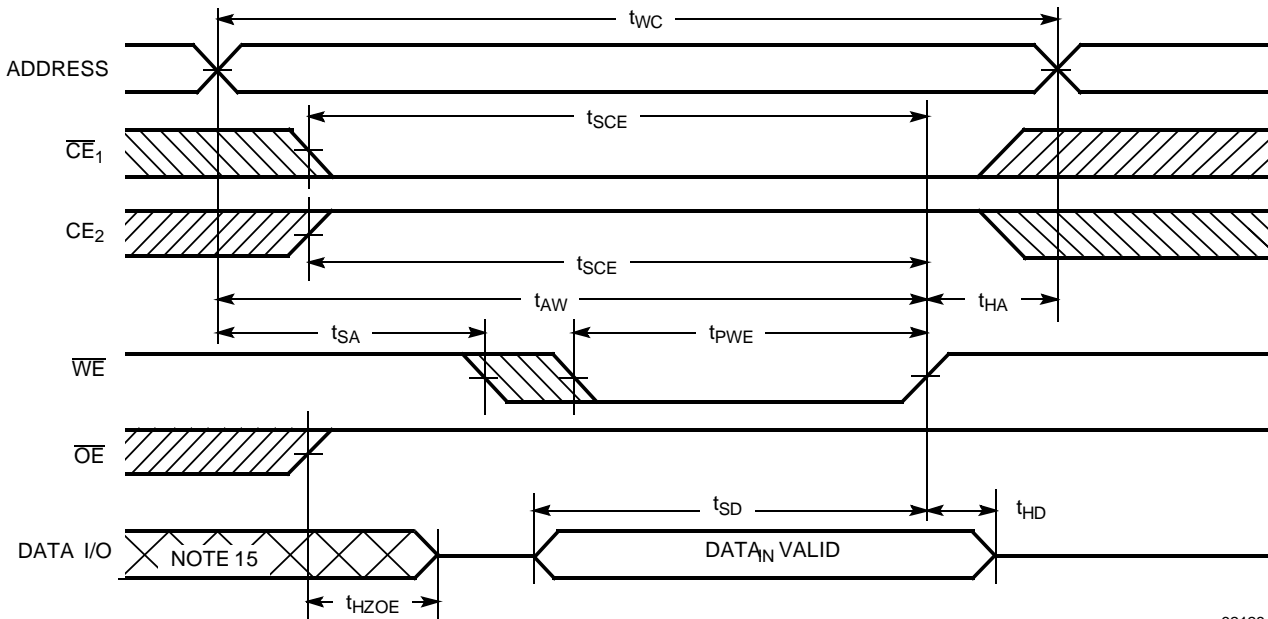 tWC
ADDRESS
tSCE
CE1
CE2
tSCE
tAW
tHA
tSA
tPWE
WE
OE
tSD
tHD
DATA I/O
NOTE 15
DATAIN VALID
tHZOE